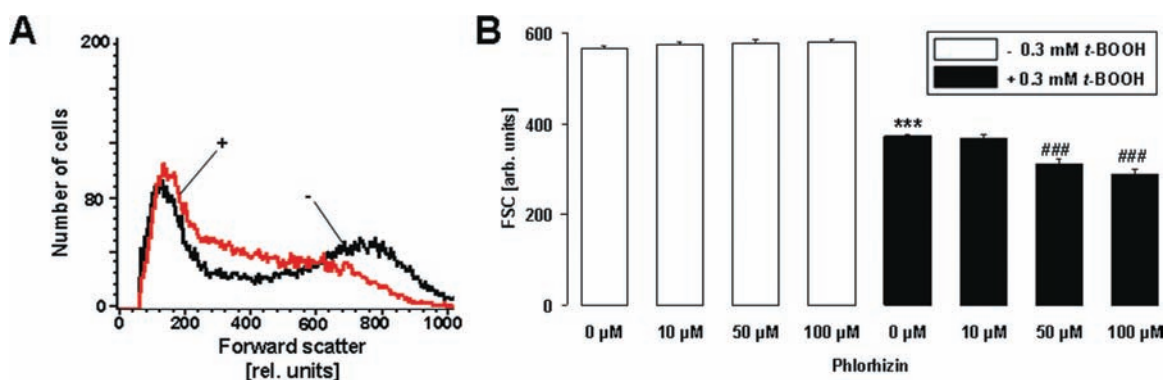 A
200
80
0
Number of cells
+
-
0 200 400 600 800 1000
Forward scatter
[rel. units]
B
600
400
200
0
FSC [arb. units]
- 0.3 mM t-BOOH
+ 0.3 mM t-BOOH
***
###
###
0 µM 10 µM 50 µM 100 µM 0 µM 10 µM 50 µM 100 µM
Phlorhizin